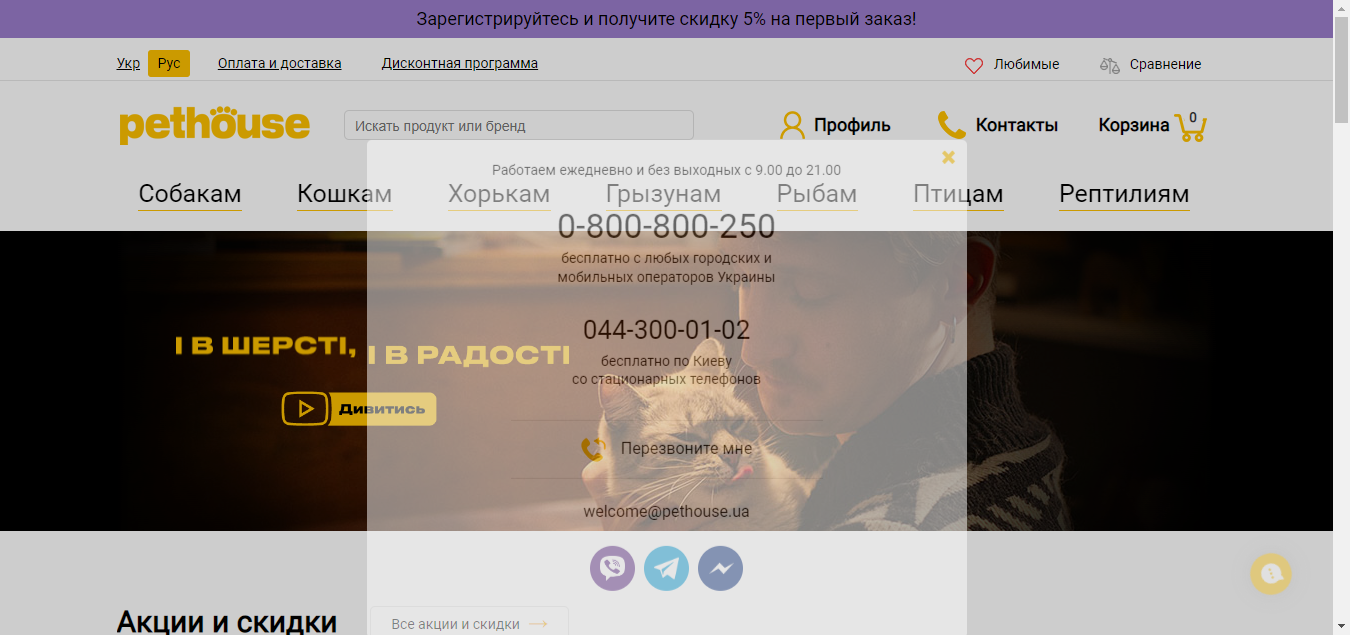 Зарегистрируйтесь и получите скидку 5% на первый заказ!
Укр Рус Оплата и доставка Дисконтная программа Любимые Сравнение
pethouse Искать продукт или бренд Профиль Контакты Корзина 0
Работаем ежедневно и без выходных с 9.00 до 21.00
Собакам Кошкам Хорькам Грызунам Рыбам Птицам Рептилиям
0-800-800-250
бесплатно с любых городских и
мобильных операторов Украины
044-300-01-02
І В ШЕРСТІ, І В РАДОСТІ
бесплатно по Киеву
со стационарных телефонов
Дивитись
Перезвоните мне
welcome@pethouse.ua
Акции и скидки Все акции и скидки